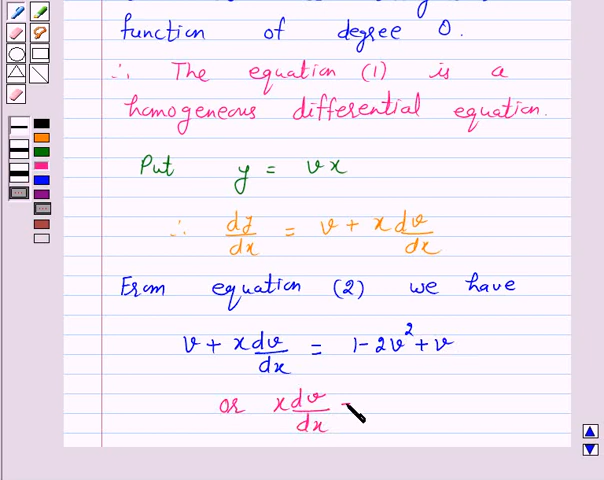 function of degree 0.
∴ The equation (1) is a
homogeneous differential equation.
Put y = vx
∴ dy/dx = v + x dv/dx
From equation (2) we have
v + x dv/dx = 1 - 2v² + v
or x dv/dx